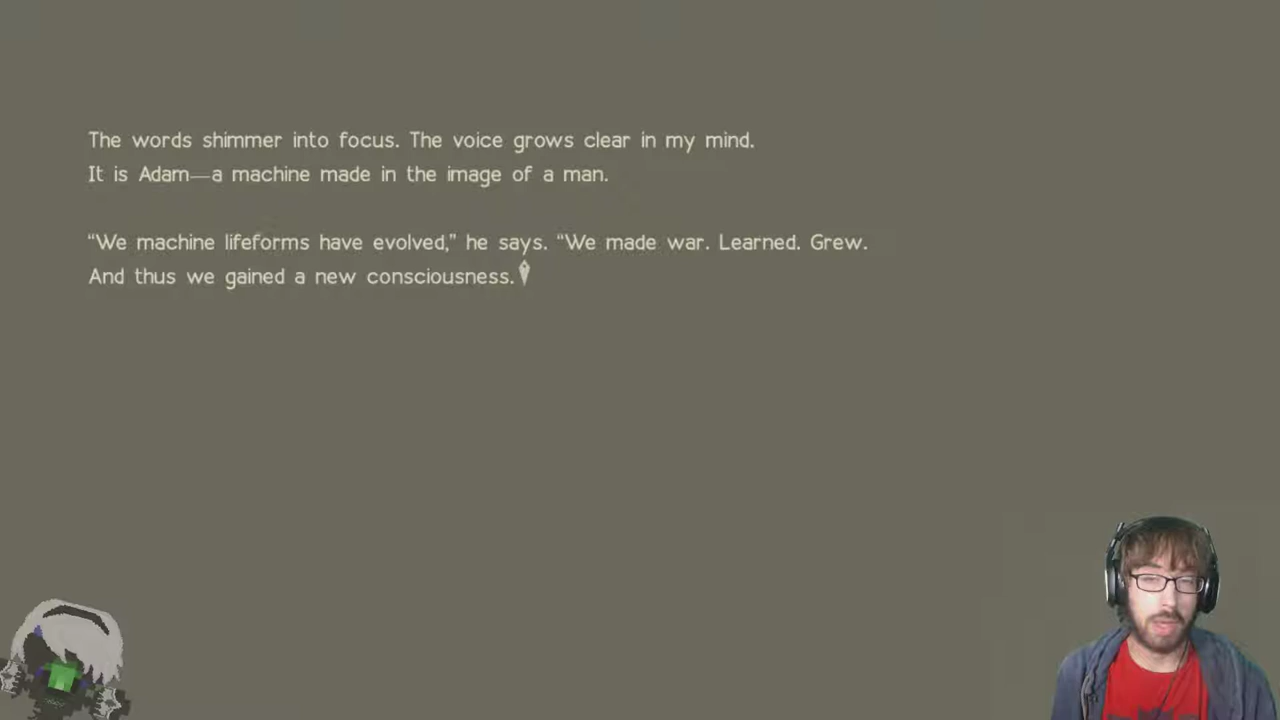 The words shimmer into focus. The voice grows clear in my mind.
It is Adam—a machine made in the image of a man.
“We machine lifeforms have evolved,” he says. “We made war. Learned. Grew.
And thus we gained a new consciousness.